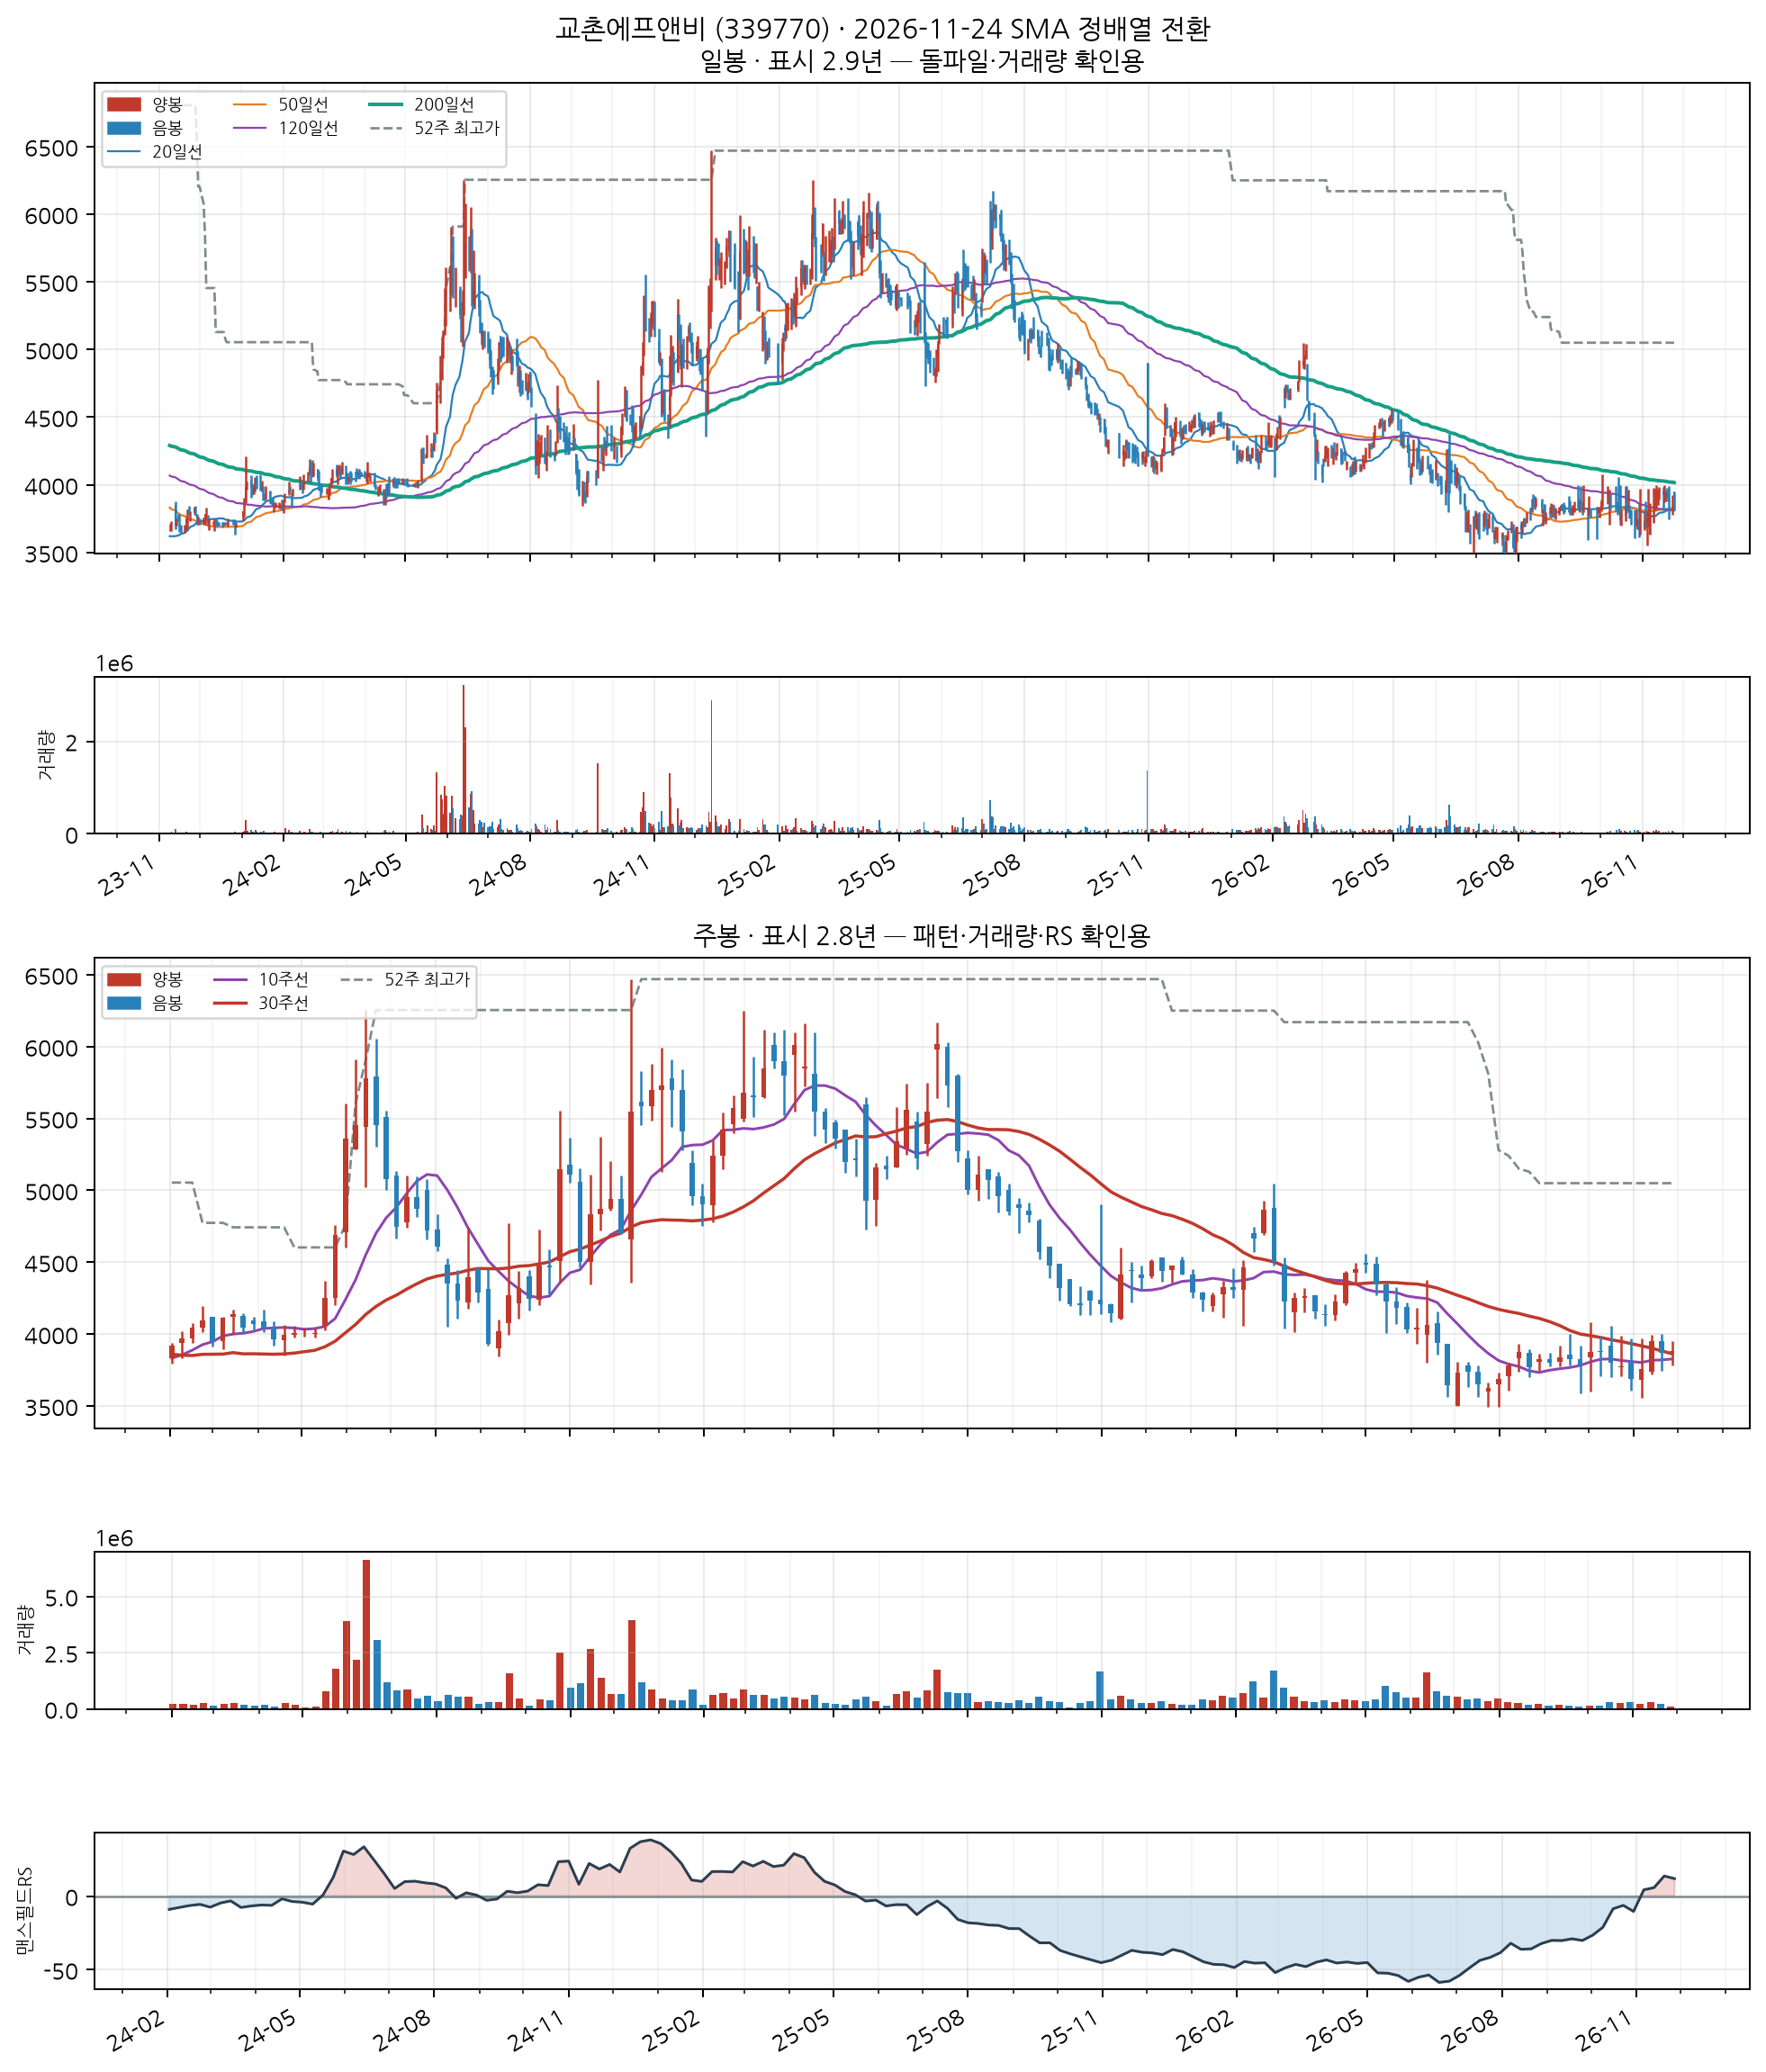 교촌에프앤비 (339770) · 2026-11-24 SMA 정배열 전환
일봉 · 표시 2.9년 — 돌파일·거래량 확인용
양봉 50일선 200일선
음봉 120일선 52주 최고가
20일선
6500
6000
5500
5000
4500
4000
3500
1e6
거래량
2
0
23-11 24-02 24-05 24-08 24-11 25-02 25-05 25-08 25-11 26-02 26-05 26-08 26-11
주봉 · 표시 2.8년 — 패턴·거래량·RS 확인용
양봉 10주선 52주 최고가
음봉 30주선
6500
6000
5500
5000
4500
4000
3500
1e6
거래량
5.0
2.5
0.0
맨스필드RS
0
-50
24-02 24-05 24-08 24-11 25-02 25-05 25-08 25-11 26-02 26-05 26-08 26-11